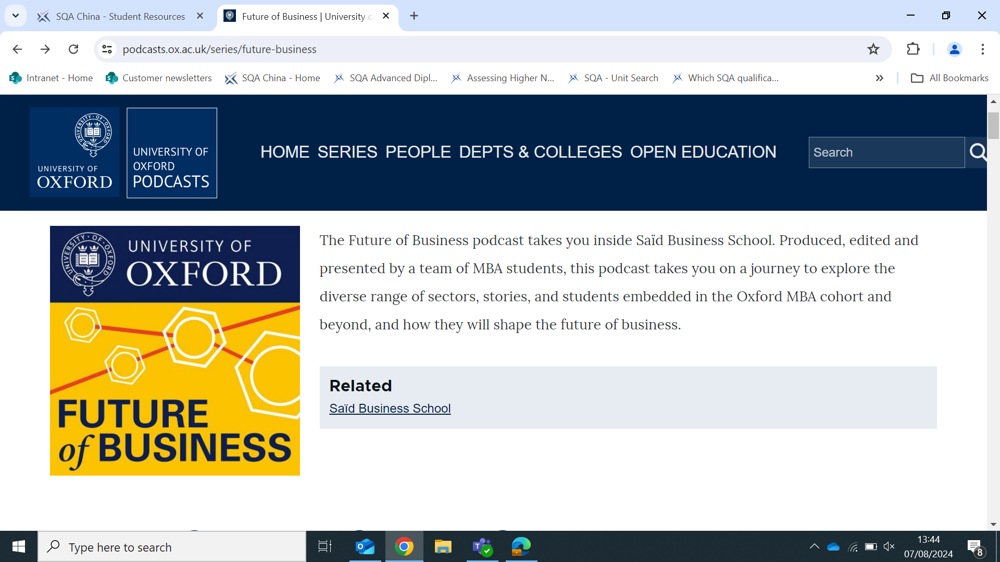 SQA China - Student Resources
Future of Business | University o
podcasts.ox.ac.uk/series/future-business
Intranet - Home
Customer newsletters
SQA China - Home
SQA Advanced Dipl...
Assessing Higher N...
SQA - Unit Search
Which SQA qualifica...
All Bookmarks
UNIVERSITY OF
OXFORD
UNIVERSITY OF
OXFORD
PODCASTS
HOME SERIES PEOPLE DEPTS & COLLEGES OPEN EDUCATION
Search
UNIVERSITY OF
OXFORD
FUTURE
of BUSINESS
The Future of Business podcast takes you inside Saïd Business School. Produced, edited and
presented by a team of MBA students, this podcast takes you on a journey to explore the
diverse range of sectors, stories, and students embedded in the Oxford MBA cohort and
beyond, and how they will shape the future of business.
Related
Saïd Business School
Type here to search
13:44
07/08/2024
8